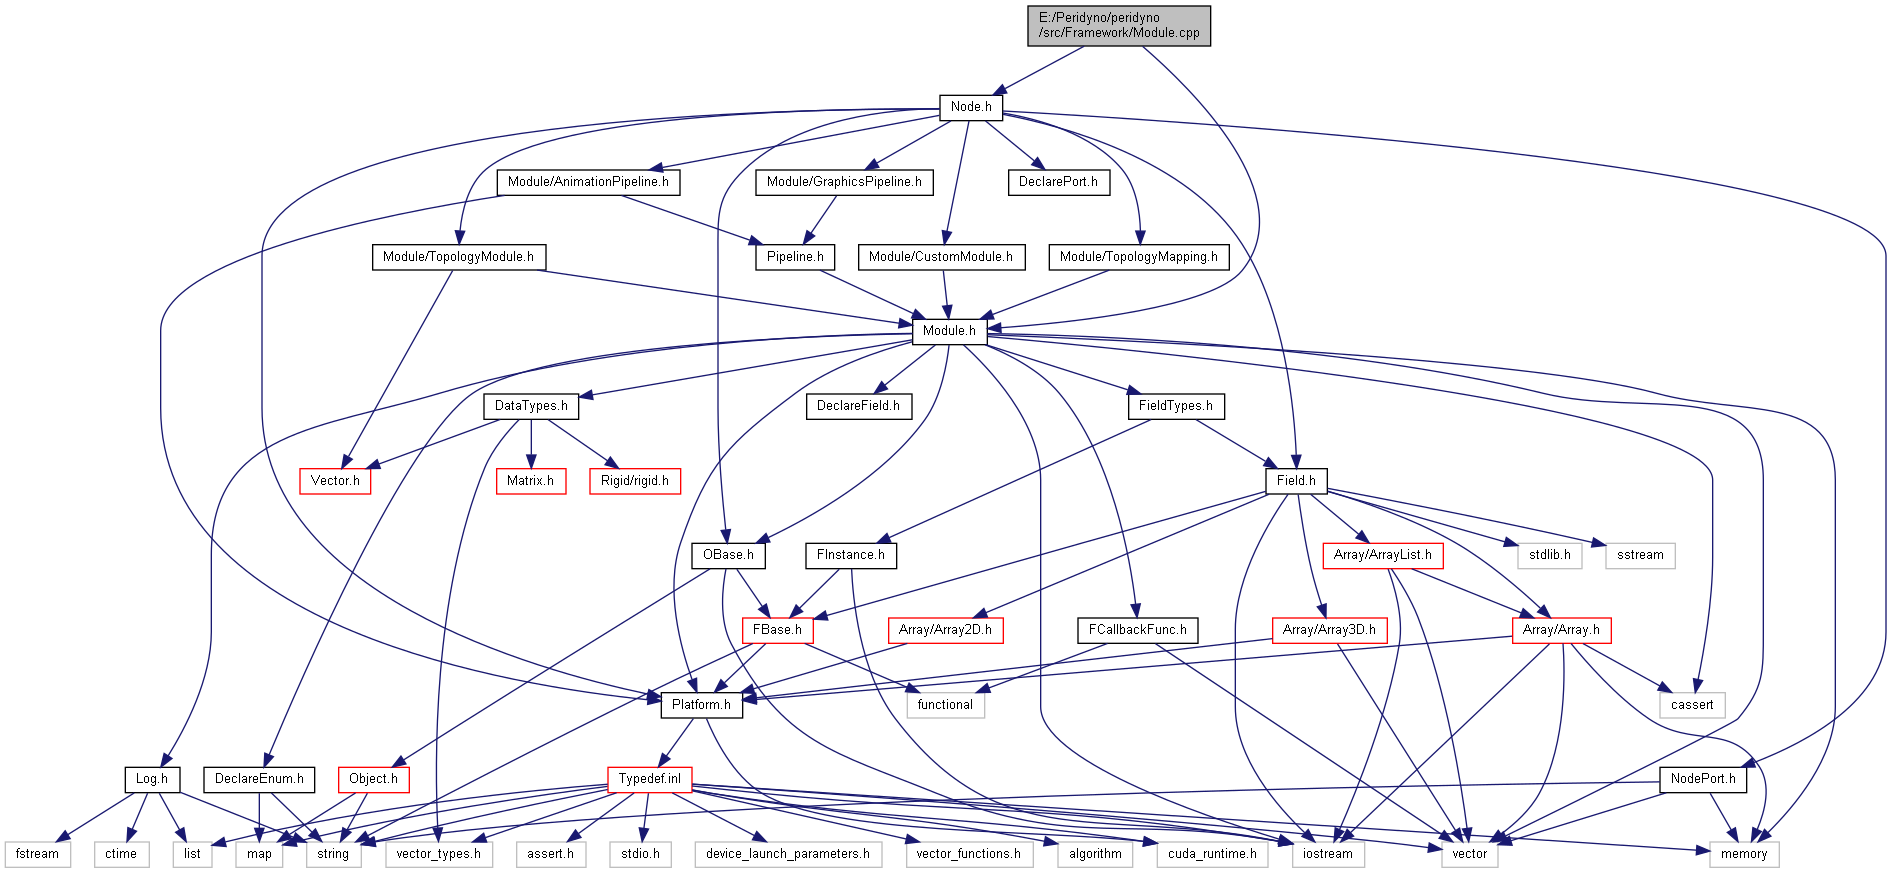 E:/Peridyno/peridyno
/src/Framework/Module.cpp
Node.h
Module/AnimationPipeline.h
Module/GraphicsPipeline.h
DeclarePort.h
Module/TopologyModule.h
Pipeline.h
Module/CustomModule.h
Module/TopologyMapping.h
Module.h
DataTypes.h
DeclareField.h
FieldTypes.h
Vector.h
Matrix.h
Rigid/rigid.h
Field.h
OBase.h
FInstance.h
Array/ArrayList.h
stdlib.h
sstream
FBase.h
Array/Array2D.h
FCallbackFunc.h
Array/Array3D.h
Array/Array.h
Platform.h
functional
cassert
Log.h
DeclareEnum.h
Object.h
Typedef.inl
NodePort.h
fstream
ctime
list
map
string
vector_types.h
assert.h
stdio.h
device_launch_parameters.h
vector_functions.h
algorithm
cuda_runtime.h
iostream
vector
memory